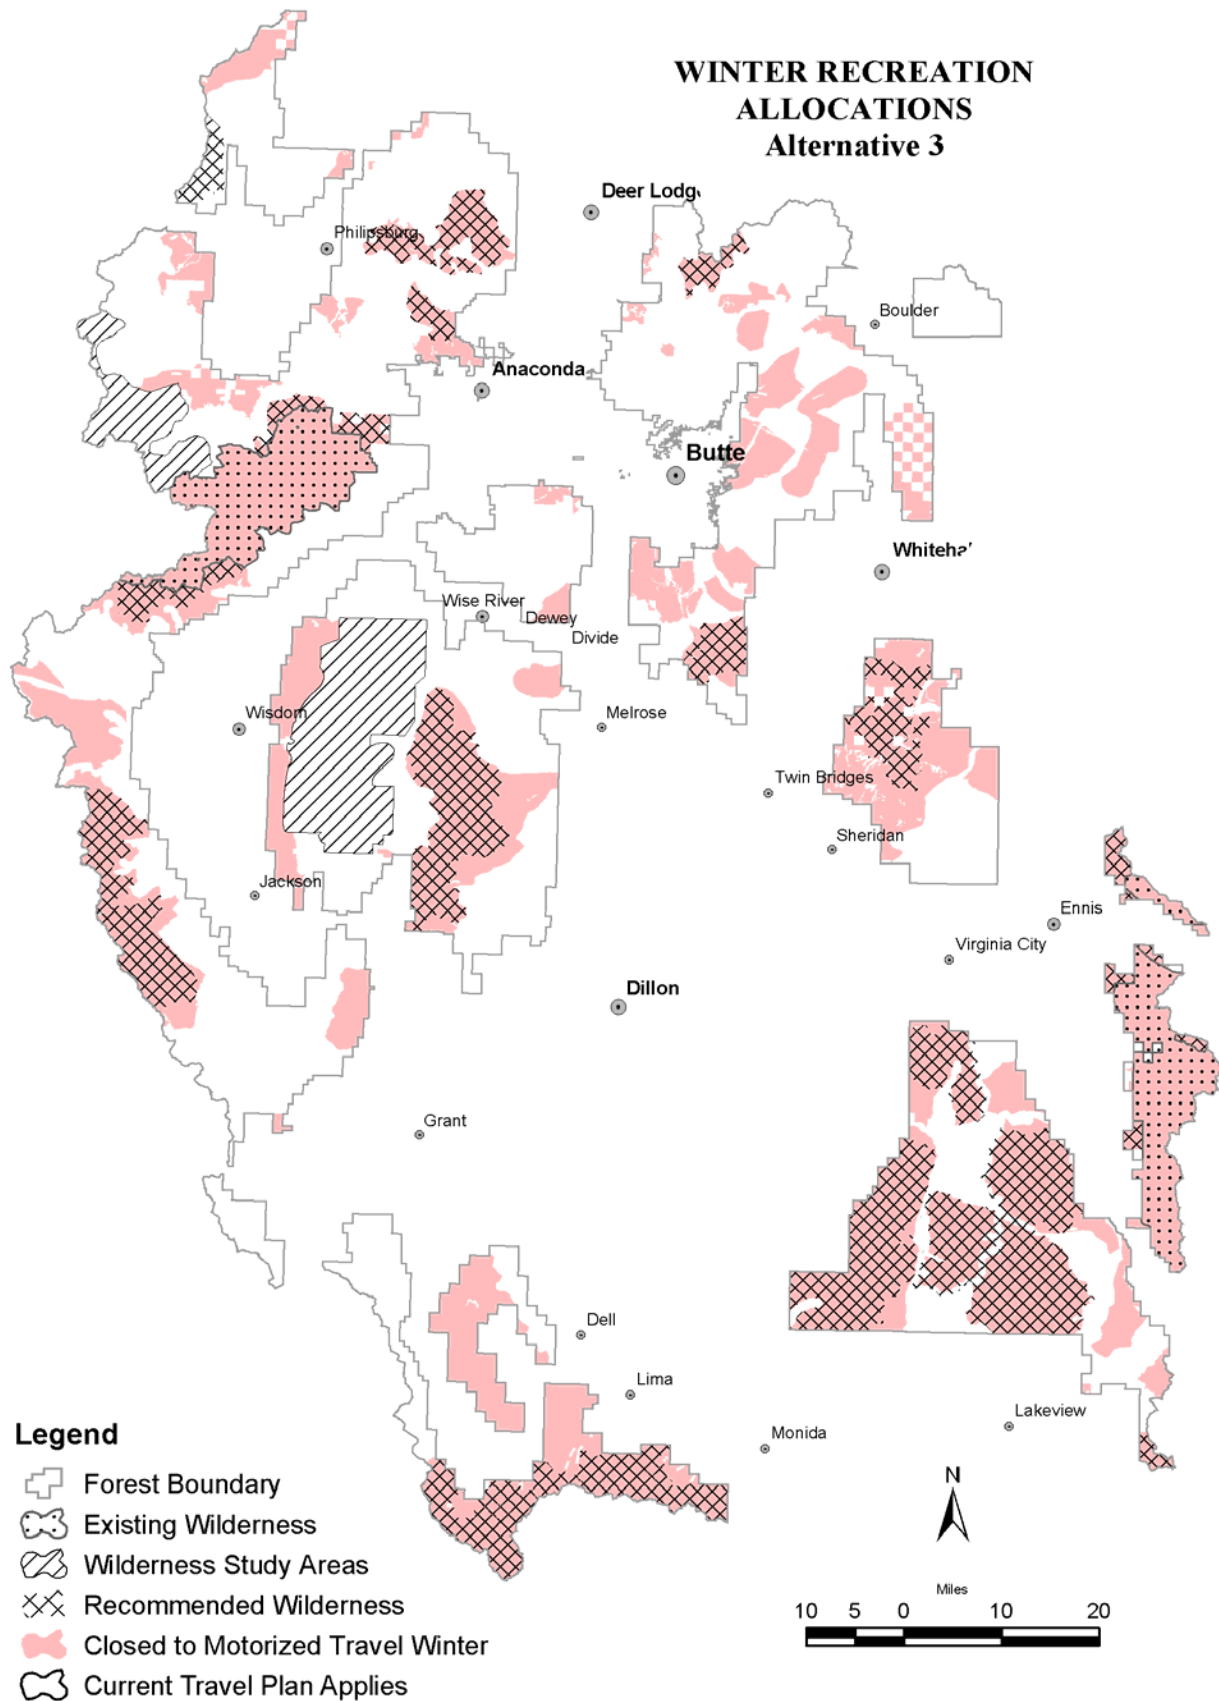 WINTER RECREATION
ALLOCATIONS
Alternative 3
Deer Lodg
Philipsburg
Boulder
Anaconda
Butte
Whiteha
Wise River
Dewey
Divide
Wisdom
Melrose
Twin Bridges
Sheridan
Jackson
Ennis
Virginia City
Dillon
Grant
Dell
Lima
Lakeview
Monida
Legend
Forest Boundary
Existing Wilderness
Wilderness Study Areas
Recommended Wilderness
Closed to Motorized Travel Winter
Current Travel Plan Applies
N
Miles
10 5 0 10 20